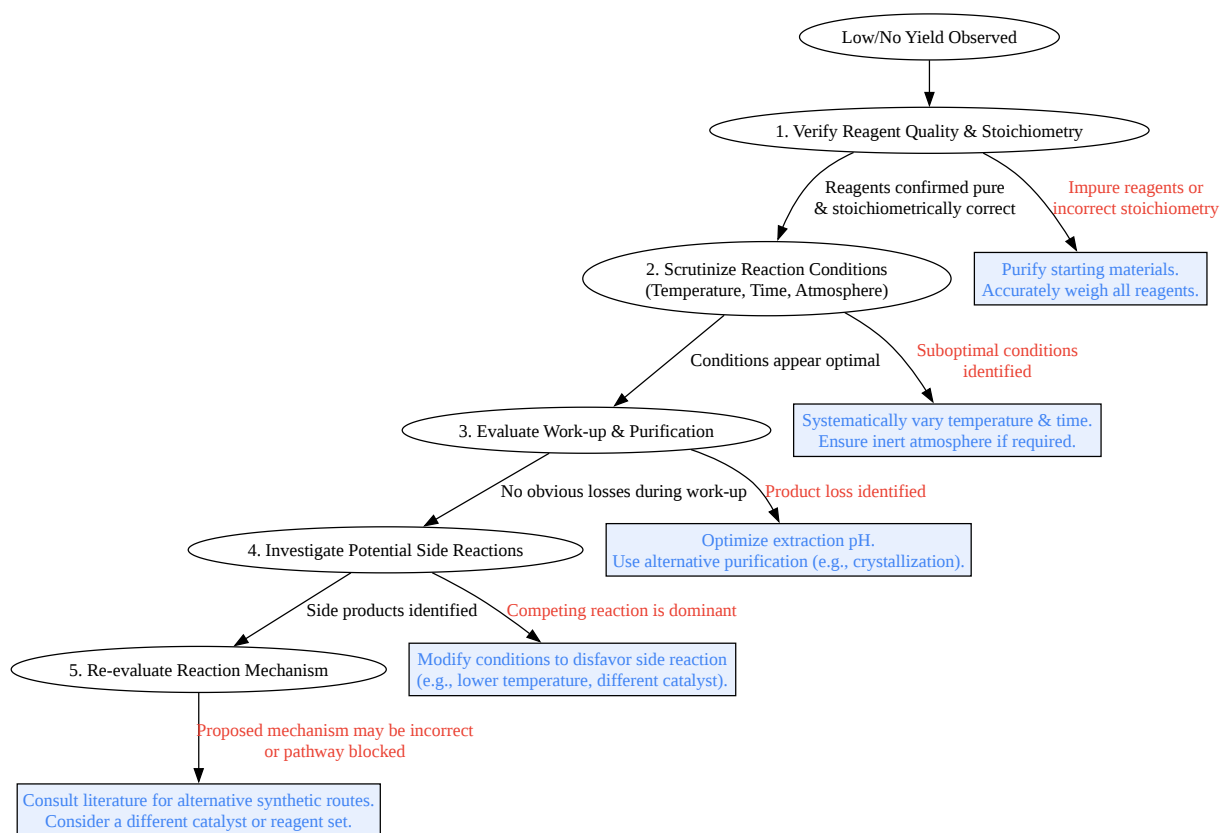 Low/No Yield Observed
1. Verify Reagent Quality & Stoichiometry
Reagents confirmed pure
& stoichiometrically correct
Impure reagents or
incorrect stoichiometry
2. Scrutinize Reaction Conditions
(Temperature, Time, Atmosphere)
Purify starting materials.
Accurately weigh all reagents.
Conditions appear optimal
Suboptimal conditions
identified
3. Evaluate Work-up & Purification
Systematically vary temperature & time.
Ensure inert atmosphere if required.
No obvious losses during work-up
Product loss identified
4. Investigate Potential Side Reactions
Optimize extraction pH.
Use alternative purification (e.g., crystallization).
Side products identified
Competing reaction is dominant
5. Re-evaluate Reaction Mechanism
Modify conditions to disfavor side reaction
(e.g., lower temperature, different catalyst).
Proposed mechanism may be incorrect
or pathway blocked
Consult literature for alternative synthetic routes.
Consider a different catalyst or reagent set.